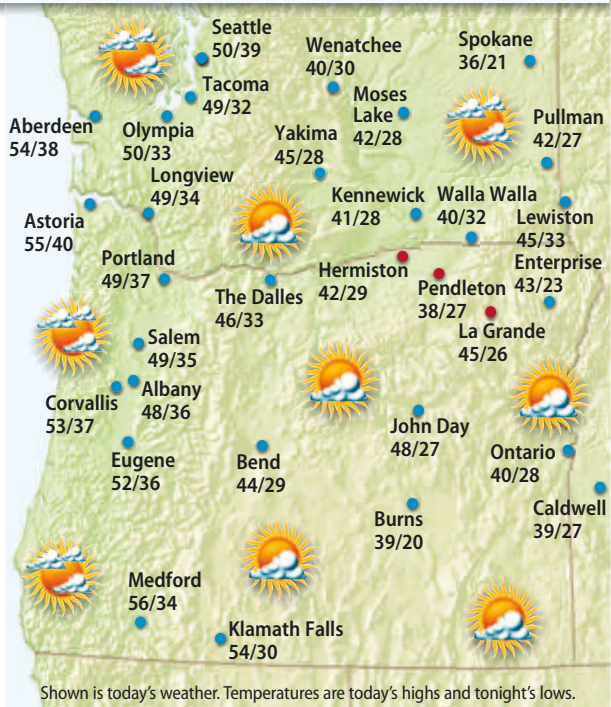 Seattle
50/39
Wenatchee
40/30
Spokane
36/21
Tacoma
49/32
Moses
Lake
42/28
Pullman
42/27
Aberdeen
54/38
Olympia
50/33
Yakima
45/28
Longview
49/34
Kennewick
41/28
Walla Walla
40/32
Lewiston
45/33
Astoria
55/40
Portland
49/37
The Dalles
46/33
Hermiston
42/29
Pendleton
38/27
Enterprise
43/23
La Grande
45/26
Salem
49/35
Albany
48/36
Corvallis
53/37
Eugene
52/36
Bend
44/29
John Day
48/27
Ontario
40/28
Caldwell
39/27
Burns
39/20
Medford
56/34
Klamath Falls
54/30
Shown is today's weather. Temperatures are today's highs and tonight's lows.